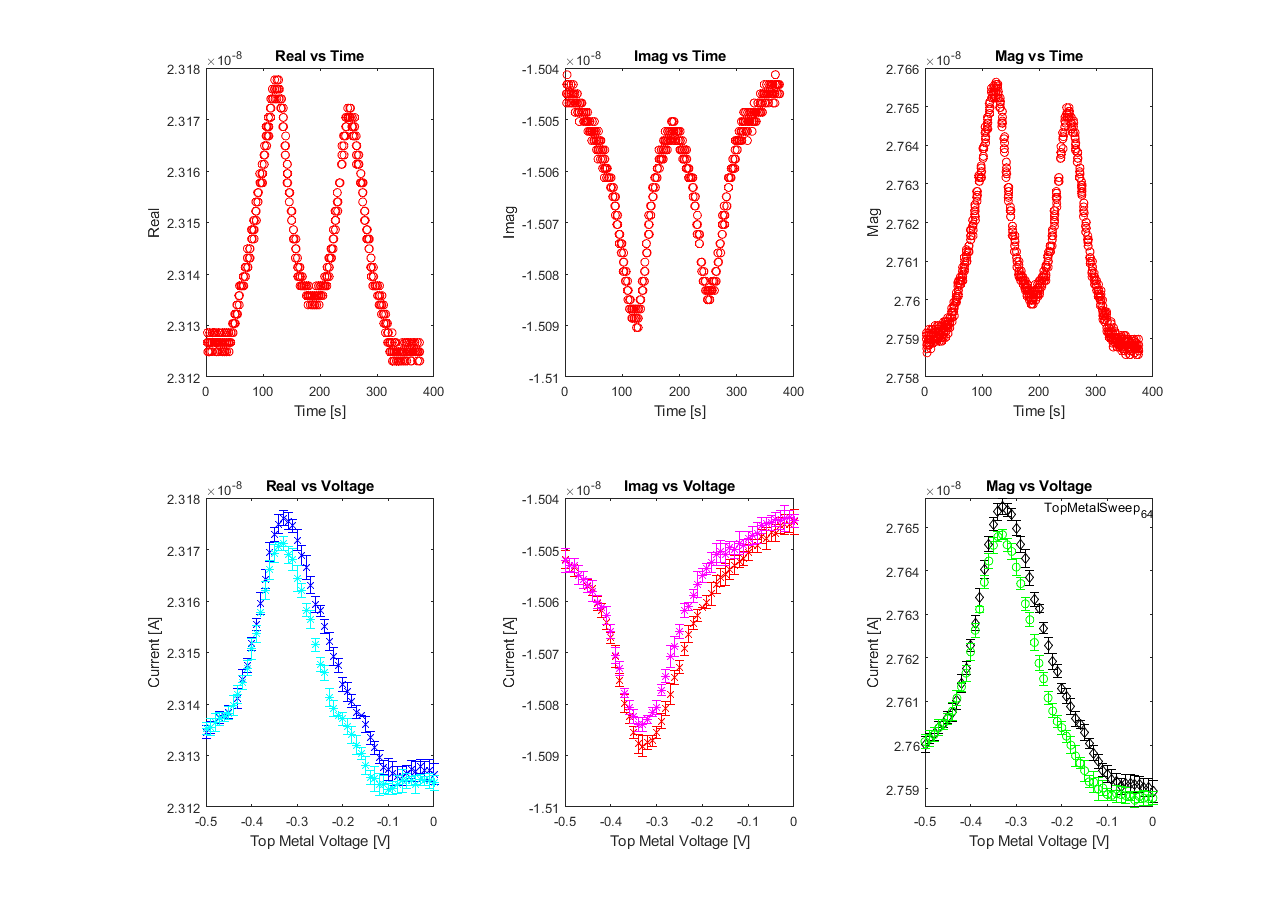 Real vs Time
×10-8
2.318
2.317
2.316
2.315
2.314
2.313
2.312
Real
0 100 200 300 400
Time [s]
Imag vs Time
×10-8
-1.504
-1.505
-1.506
-1.507
-1.508
-1.509
-1.51
Imag
0 100 200 300 400
Time [s]
Mag vs Time
×10-8
2.766
2.765
2.764
2.763
2.762
2.761
2.76
2.759
2.758
Mag
0 100 200 300 400
Time [s]
Real vs Voltage
×10-8
2.318
2.317
2.316
2.315
2.314
2.313
2.312
Current [A]
-0.5 -0.4 -0.3 -0.2 -0.1 0
Top Metal Voltage [V]
Imag vs Voltage
×10-8
-1.504
-1.505
-1.506
-1.507
-1.508
-1.509
-1.51
Current [A]
-0.5 -0.4 -0.3 -0.2 -0.1 0
Top Metal Voltage [V]
Mag vs Voltage
×10-8
TopMetalSweep64
2.765
2.764
2.763
2.762
2.761
2.76
2.759
Current [A]
-0.5 -0.4 -0.3 -0.2 -0.1 0
Top Metal Voltage [V]